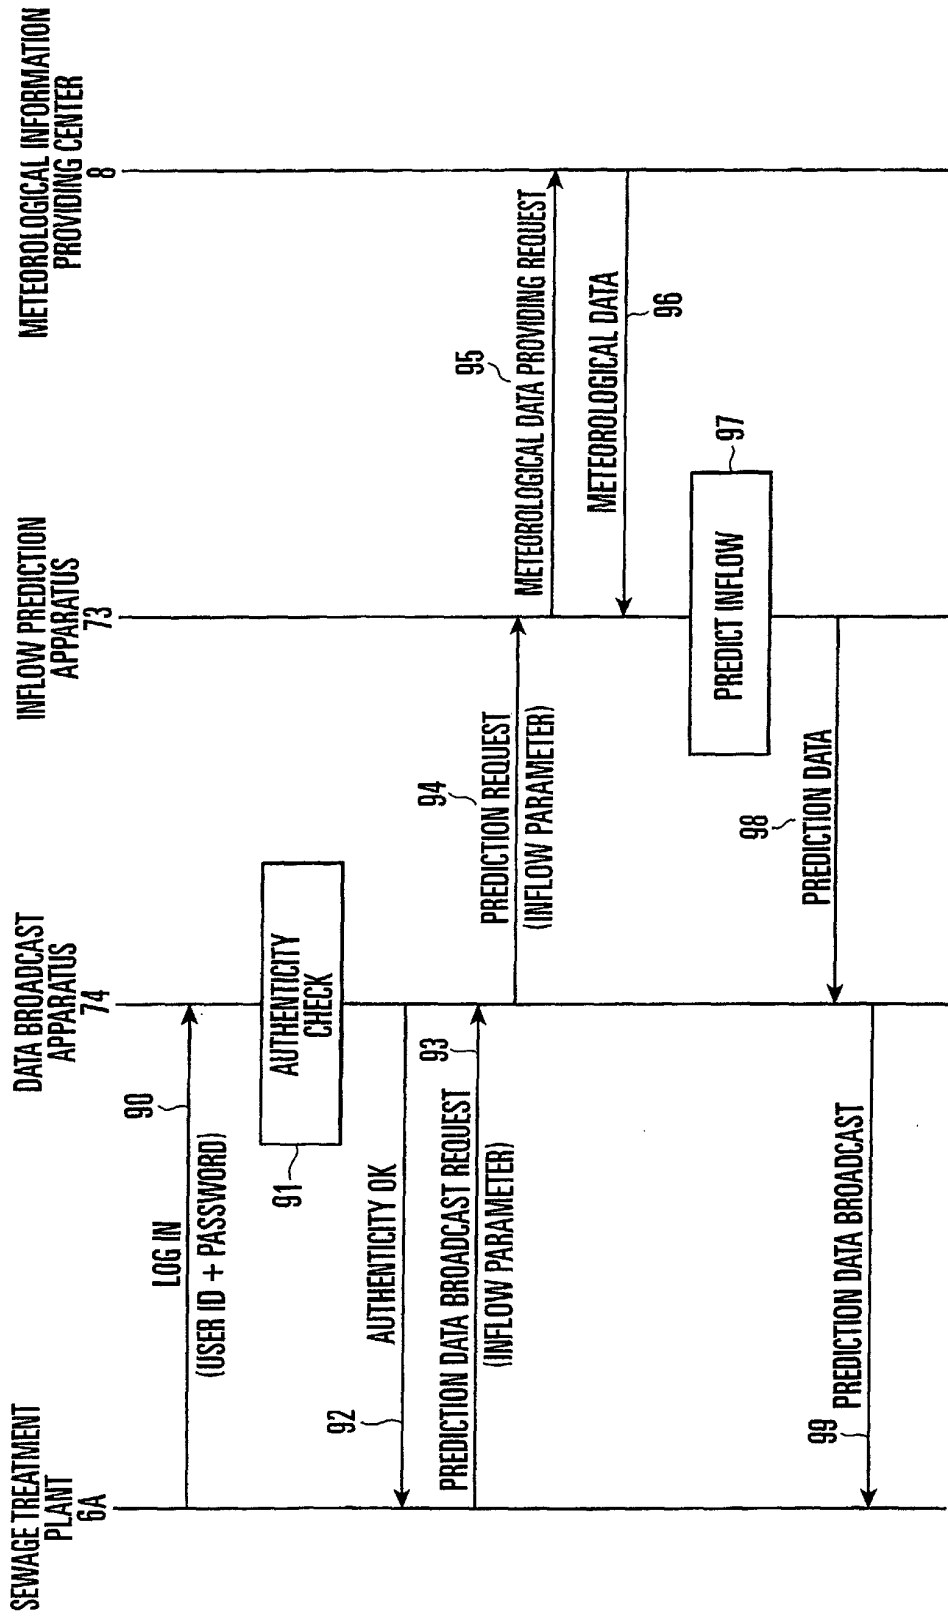 SEWAGE TREATMENT
PLANT
6A
DATA BROADCAST
APPARATUS
74
INFLOW PREDICTION
APPARATUS
73
METEOROLOGICAL INFORMATION
PROVIDING CENTER
8
90
LOG IN
(USER ID + PASSWORD)
91
AUTHENTICITY
CHECK
92
AUTHENTICITY OK
93
PREDICTION DATA BROADCAST REQUEST
(INFLOW PARAMETER)
94
PREDICTION REQUEST
(INFLOW PARAMETER)
95
METEOROLOGICAL DATA PROVIDING REQUEST
METEOROLOGICAL DATA
96
PREDICT INFLOW
97
98
PREDICTION DATA
99
PREDICTION DATA BROADCAST